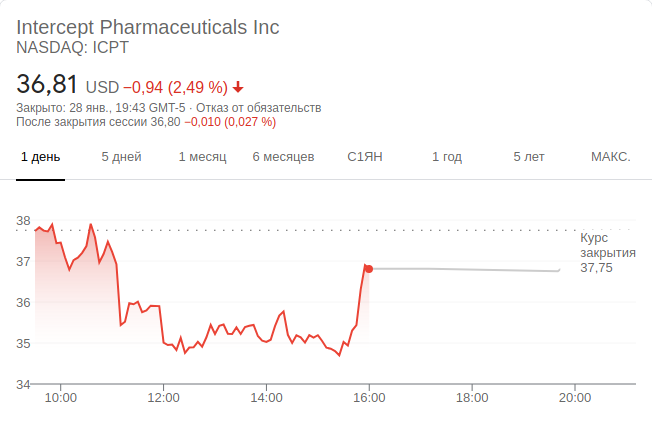 Intercept Pharmaceuticals Inc
NASDAQ: ICPT
36,81 USD −0,94 (2,49 %)
Закрыто: 28 янв., 19:43 GMT-5 · Отказ от обязательств
После закрытия сессии 36,80 −0,010 (0,027 %)
1 день 5 дней 1 месяц 6 месяцев С1ЯН 1 год 5 лет МАКС.
38
Курс
закрытия
37,75
37
36
35
34
10:00 12:00 14:00 16:00 18:00 20:00